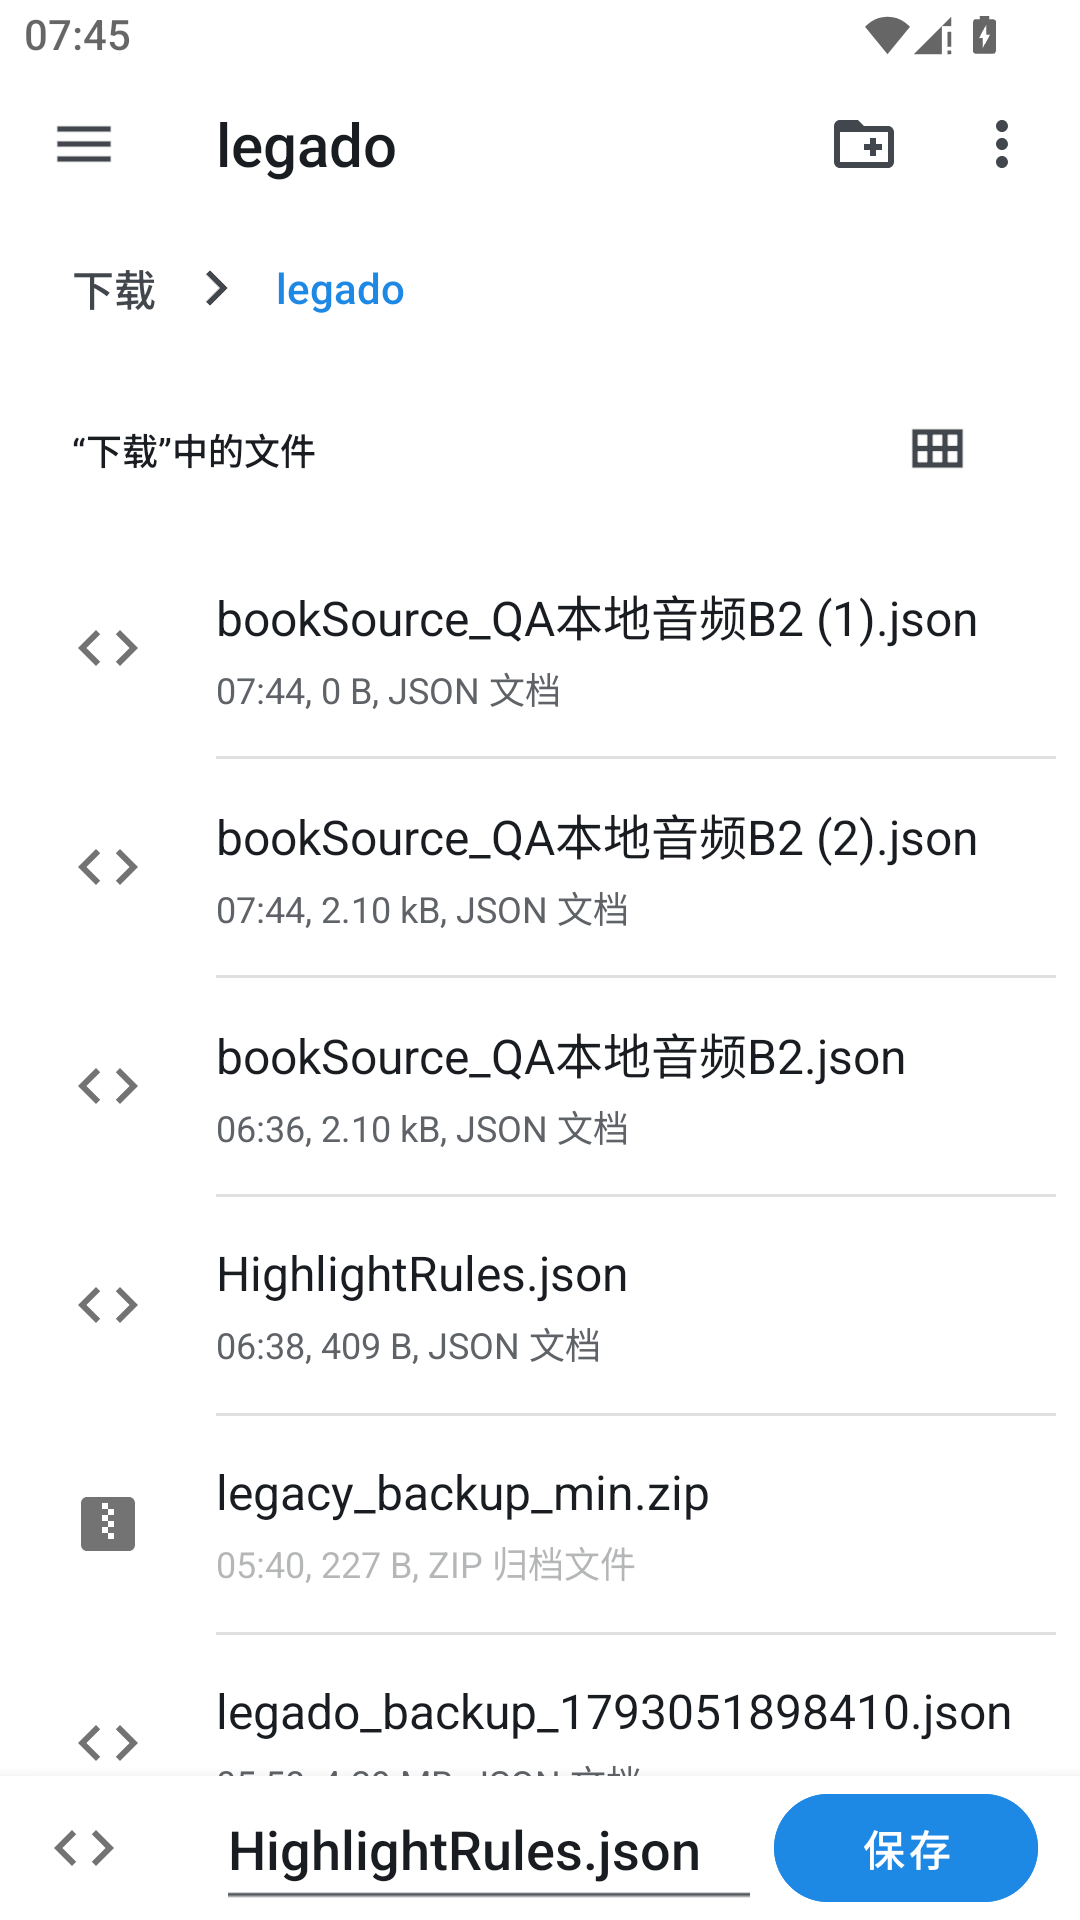 07:45
legado
下载 legado
“下载”中的文件
bookSource_QA本地音频B2 (1).json
07:44, 0 B, JSON 文档
bookSource_QA本地音频B2 (2).json
07:44, 2.10 kB, JSON 文档
bookSource_QA本地音频B2.json
06:36, 2.10 kB, JSON 文档
HighlightRules.json
06:38, 409 B, JSON 文档
legacy_backup_min.zip
05:40, 227 B, ZIP 归档文件
legado_backup_1793051898410.json
HighlightRules.json
保存